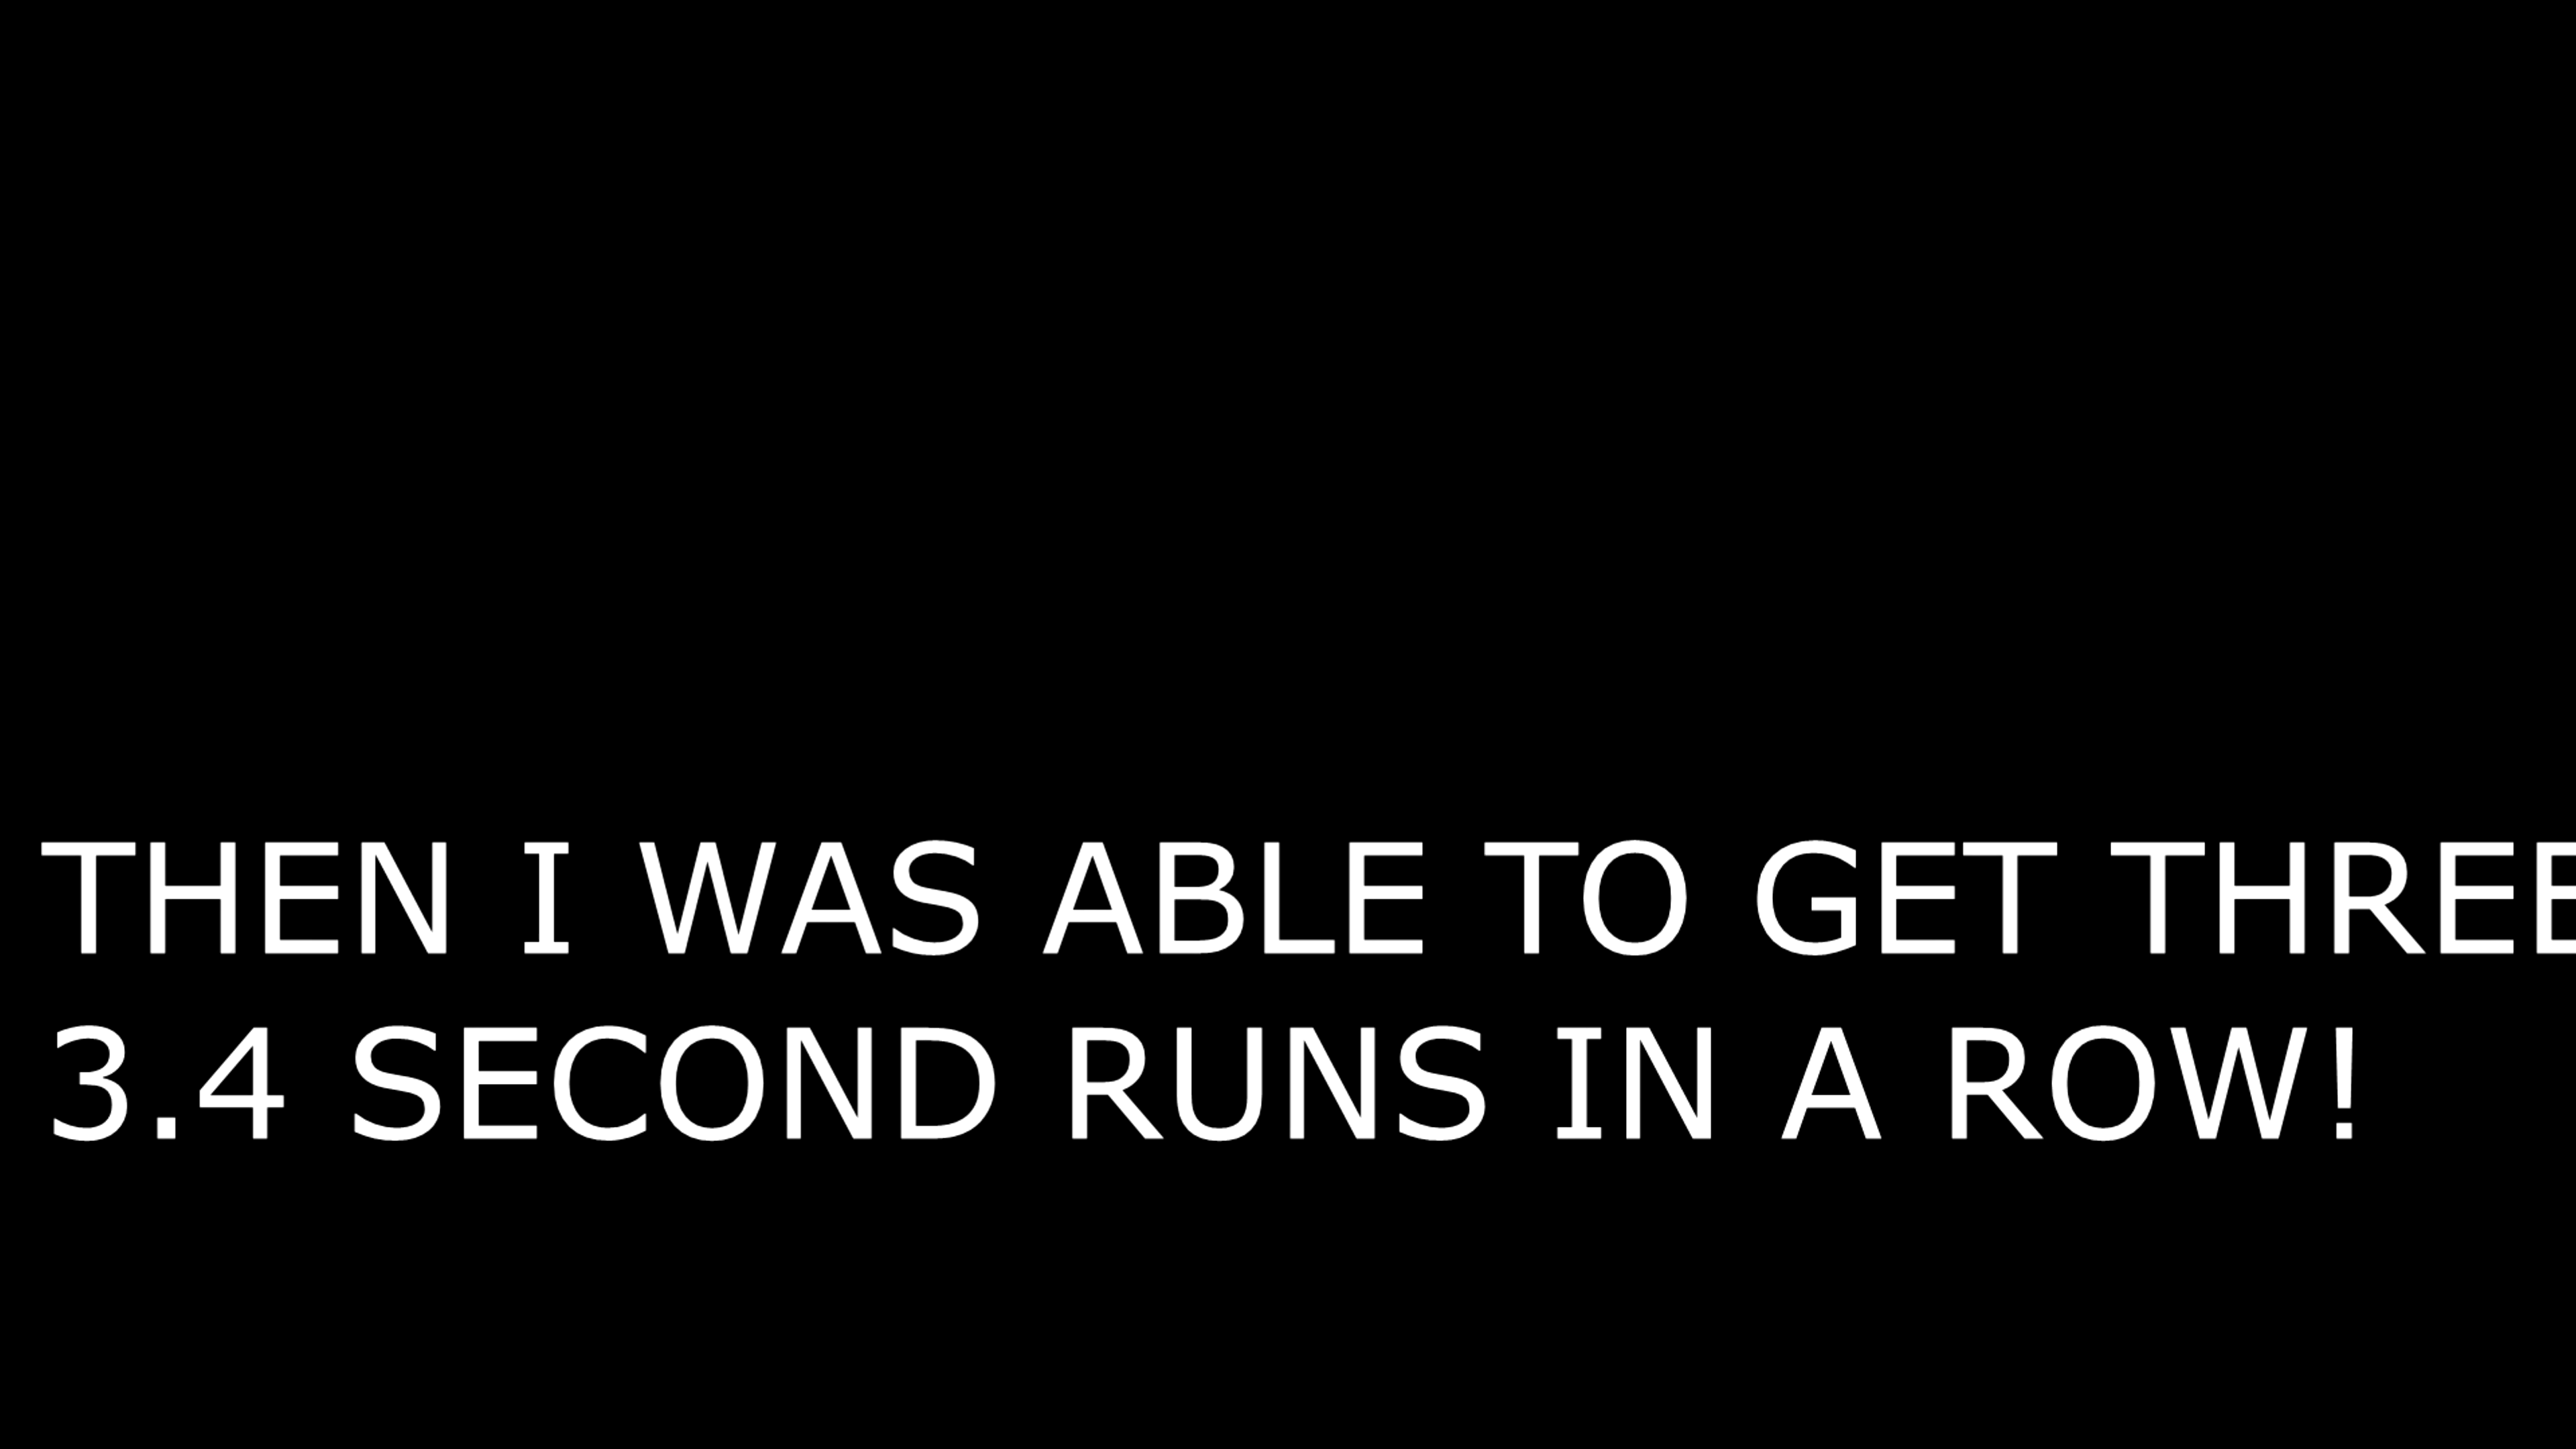 THEN I WAS ABLE TO GET THREE
3.4 SECOND RUNS IN A ROW!